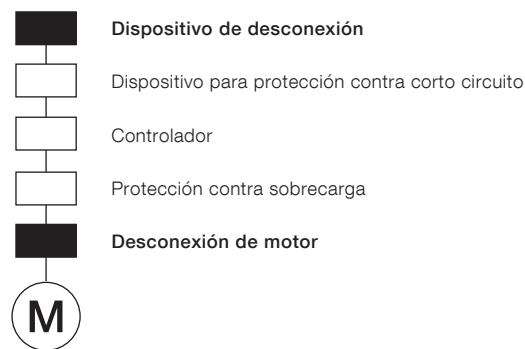 Dispositivo de desconexión
Dispositivo para protección contra corto circuito
Controlador
Protección contra sobrecarga
Desconexión de motor
M